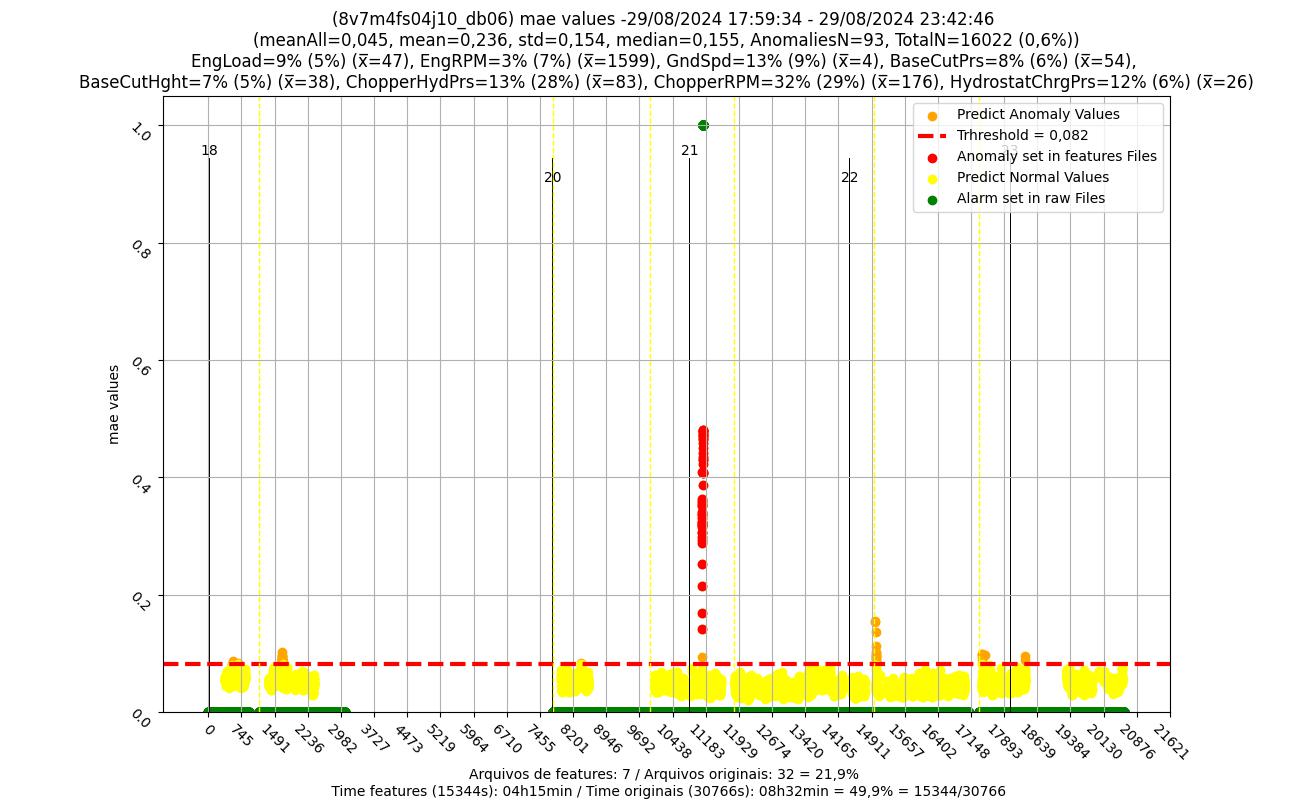 (8v7m4fs04j10_db06) mae values -29/08/2024 17:59:34 - 29/08/2024 23:42:46
(meanAll=0,045, mean=0,236, std=0,154, median=0,155, AnomaliesN=93, TotalN=16022 (0,6%))
EngLoad=9% (5%) (x̅=47), EngRPM=3% (7%) (x̅=1599), GndSpd=13% (9%) (x̅=4), BaseCutPrs=8% (6%) (x̅=54),
BaseCutHght=7% (5%) (x̅=38), ChopperHydPrs=13% (28%) (x̅=83), ChopperRPM=32% (29%) (x̅=176), HydrostatChrgPrs=12% (6%) (x̅=26)
Predict Anomaly Values
Trhreshold = 0,082
Anomaly set in features Files
Predict Normal Values
Alarm set in raw Files
18
20
21
22
23
mae values
1.0
0.8
0.6
0.4
0.2
0.0
0 745 1491 2236 2982 3727 4473 5219 5964 6710 7455 8201 8946 9692 10438 11183 11929 12674 13420 14165 14911 15657 16402 17148 17893 18639 19384 20130 20876 21621
Arquivos de features: 7 / Arquivos originais: 32 = 21,9%
Time features (15344s): 04h15min / Time originais (30766s): 08h32min = 49,9% = 15344/30766